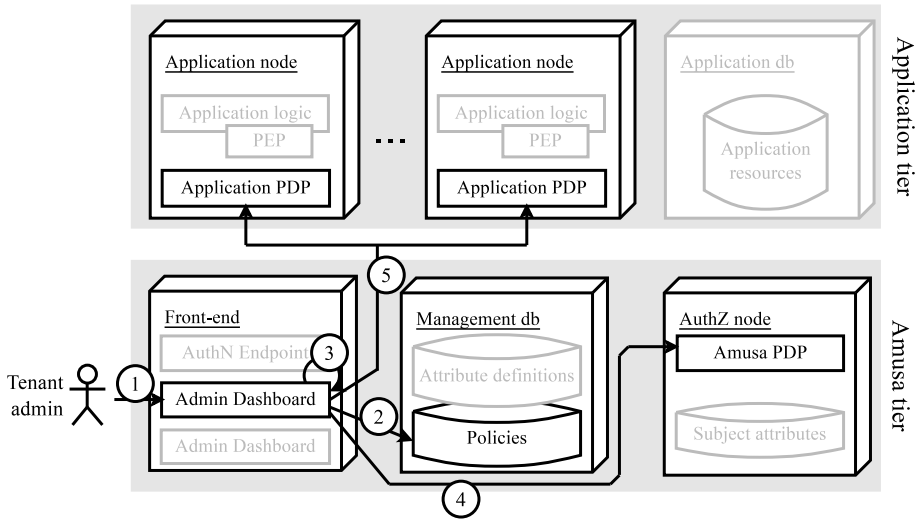 Application node
Application logic
PEP
Application PDP
...
Application node
Application logic
PEP
Application PDP
Application db
Application
resources
Application tier
5
Front-end
AuthN Endpoint
3
Admin Dashboard
Admin Dashboard
Tenant
admin
1
2
Management db
Attribute definitions
Policies
4
AuthZ node
Amusa PDP
Subject attributes
Amusa tier